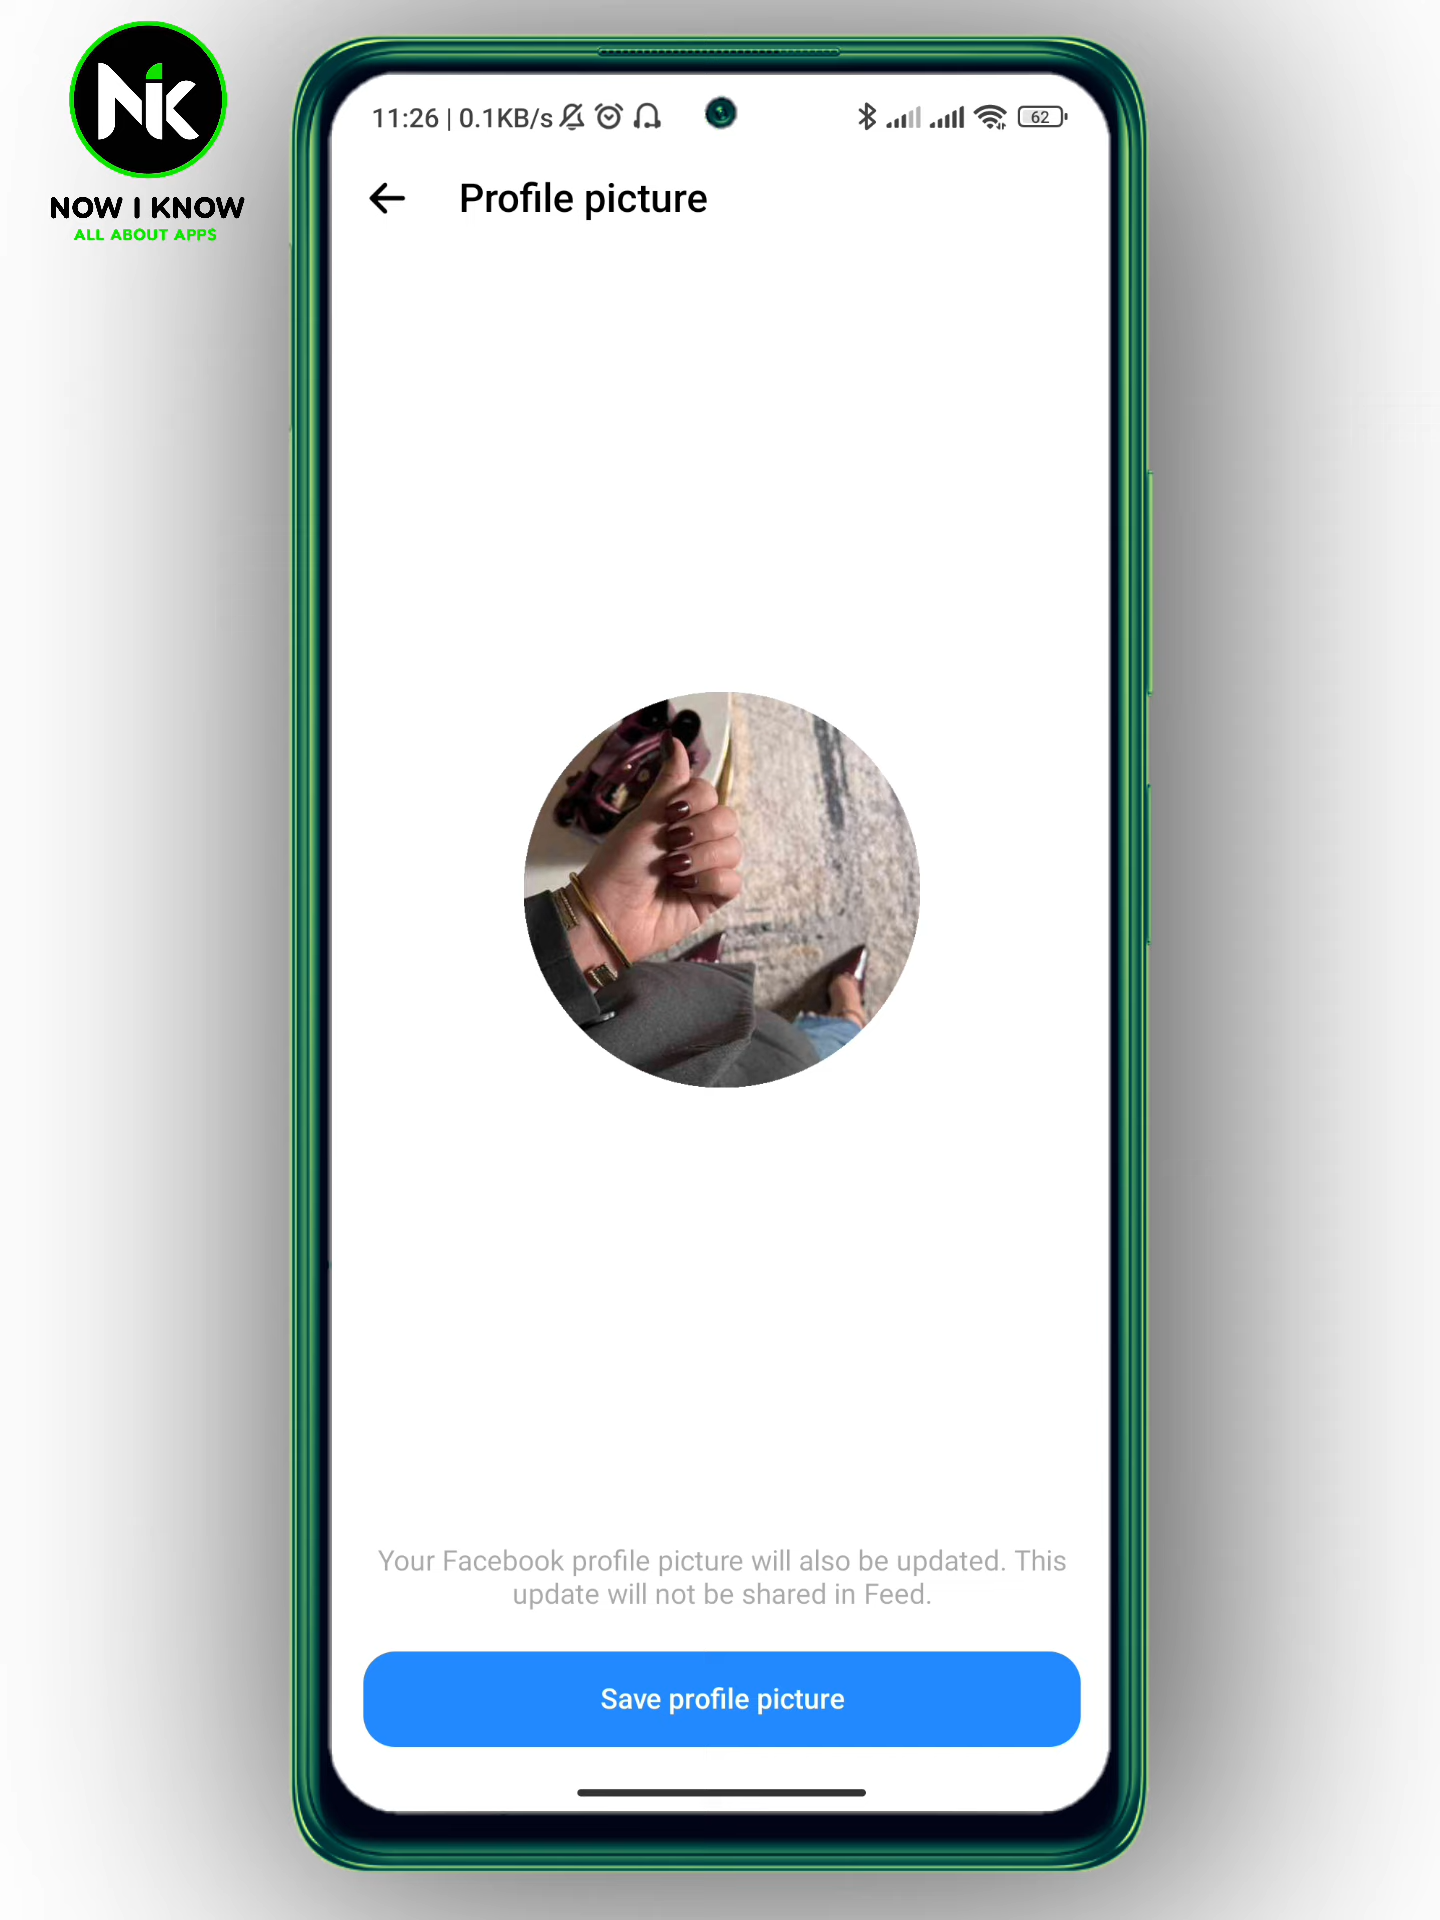 NiK
NOW I KNOW
ALL ABOUT APPS
11:26 | 0.1KB/s
62
Profile picture
Your Facebook profile picture will also be updated. This
update will not be shared in Feed.
Save profile picture